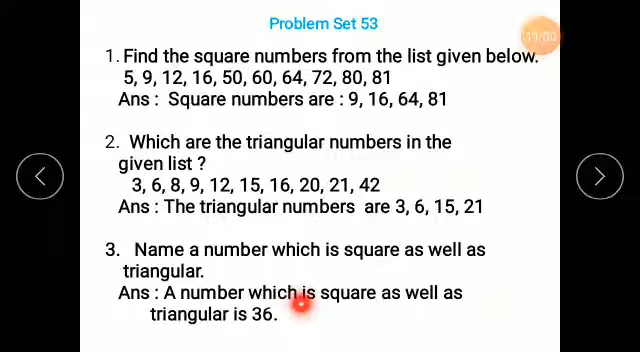 Problem Set 53
11:00
1. Find the square numbers from the list given below.
5, 9, 12, 16, 50, 60, 64, 72, 80, 81
Ans : Square numbers are : 9, 16, 64, 81
2. Which are the triangular numbers in the
given list ?
3, 6, 8, 9, 12, 15, 16, 20, 21, 42
Ans : The triangular numbers are 3, 6, 15, 21
3. Name a number which is square as well as
triangular.
Ans : A number which is square as well as
triangular is 36.